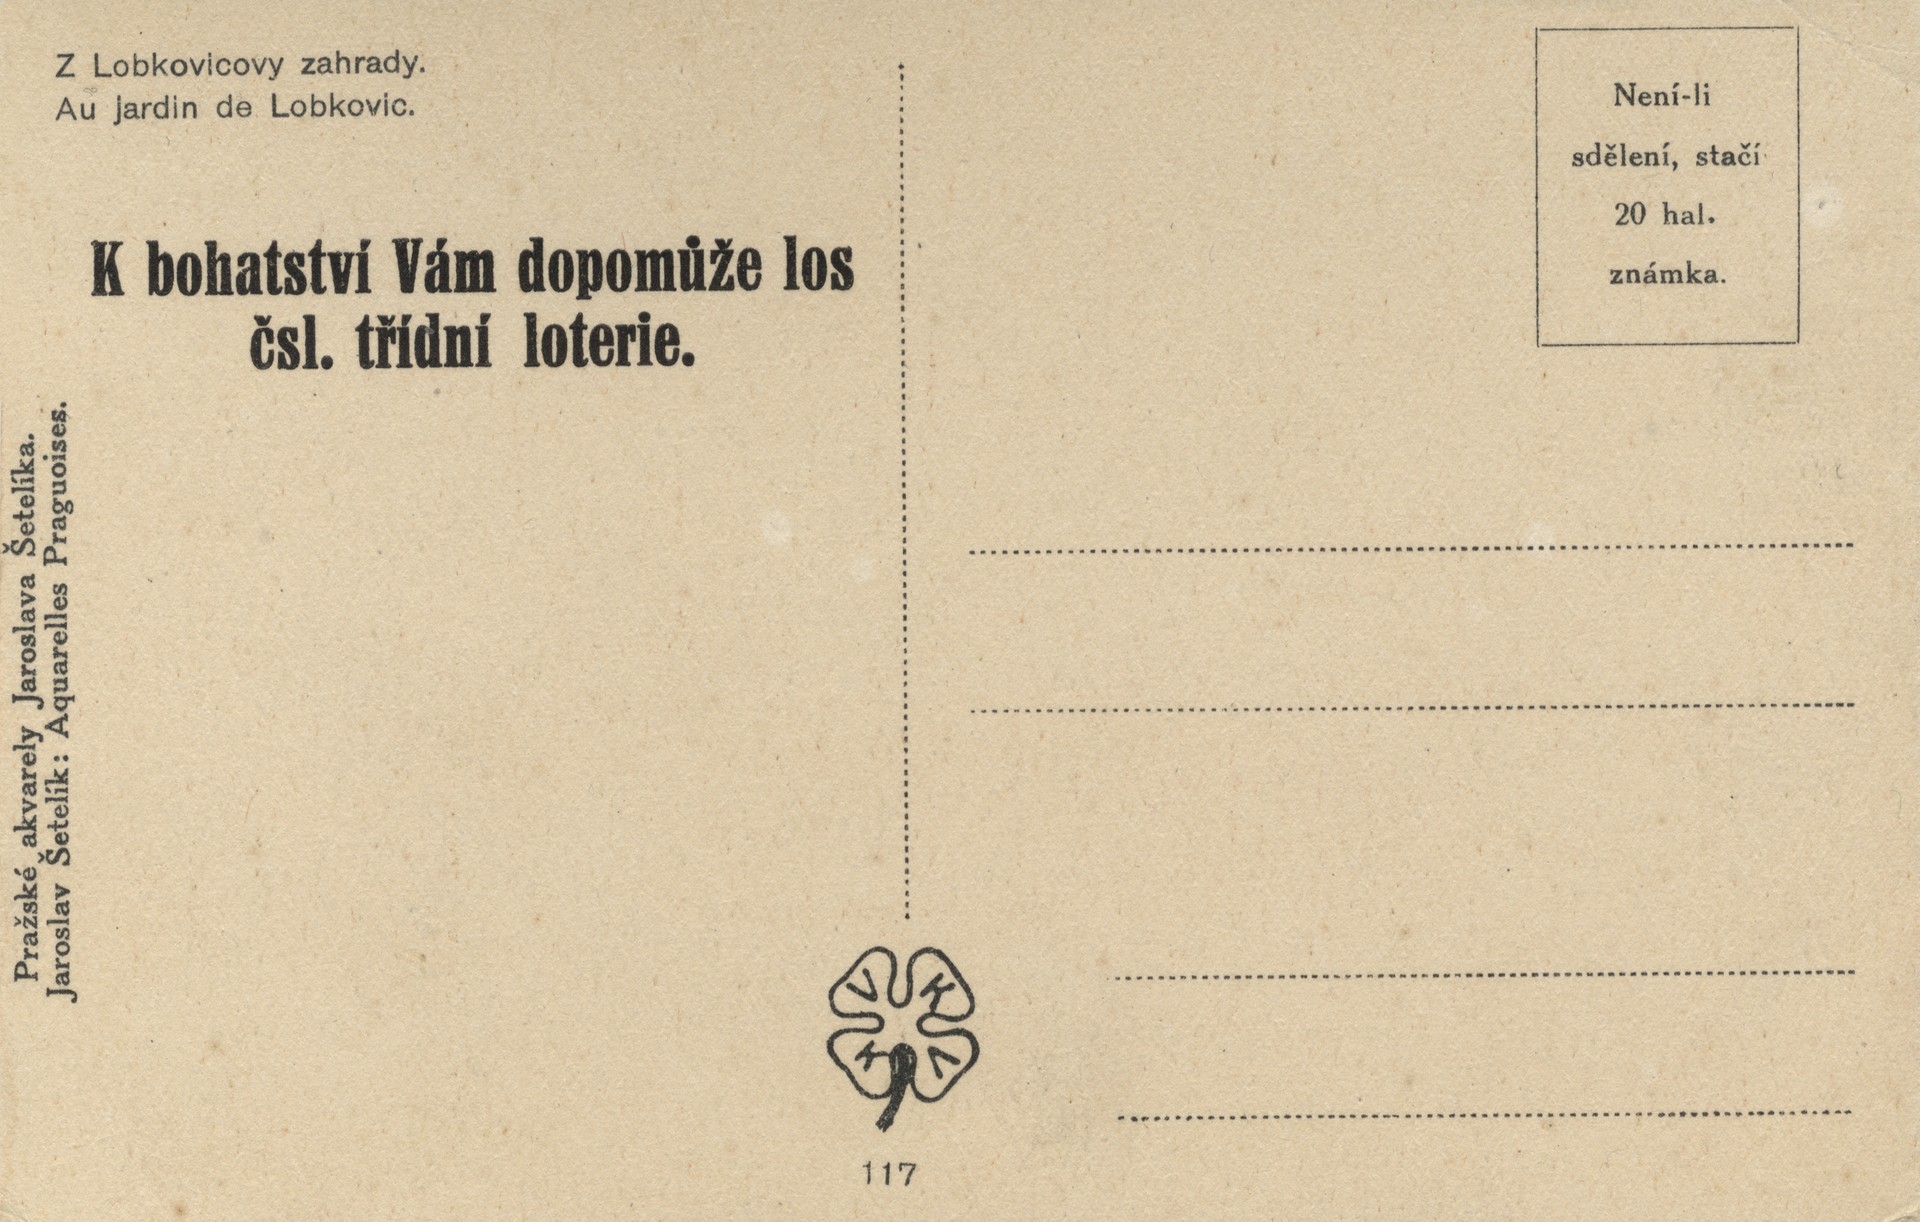 Z Lobkovicovy zahrady.
Au jardin de Lobkovic.
K bohatství Vám dopomůže los
čsl. třídní loterie.
Pražské akvarely Jaroslava Šetelíka.
Jaroslav Šetelík: Aquarelles Praguoises.
Není-li
sdělení, stačí
20 hal.
známka.
V K
K V
117